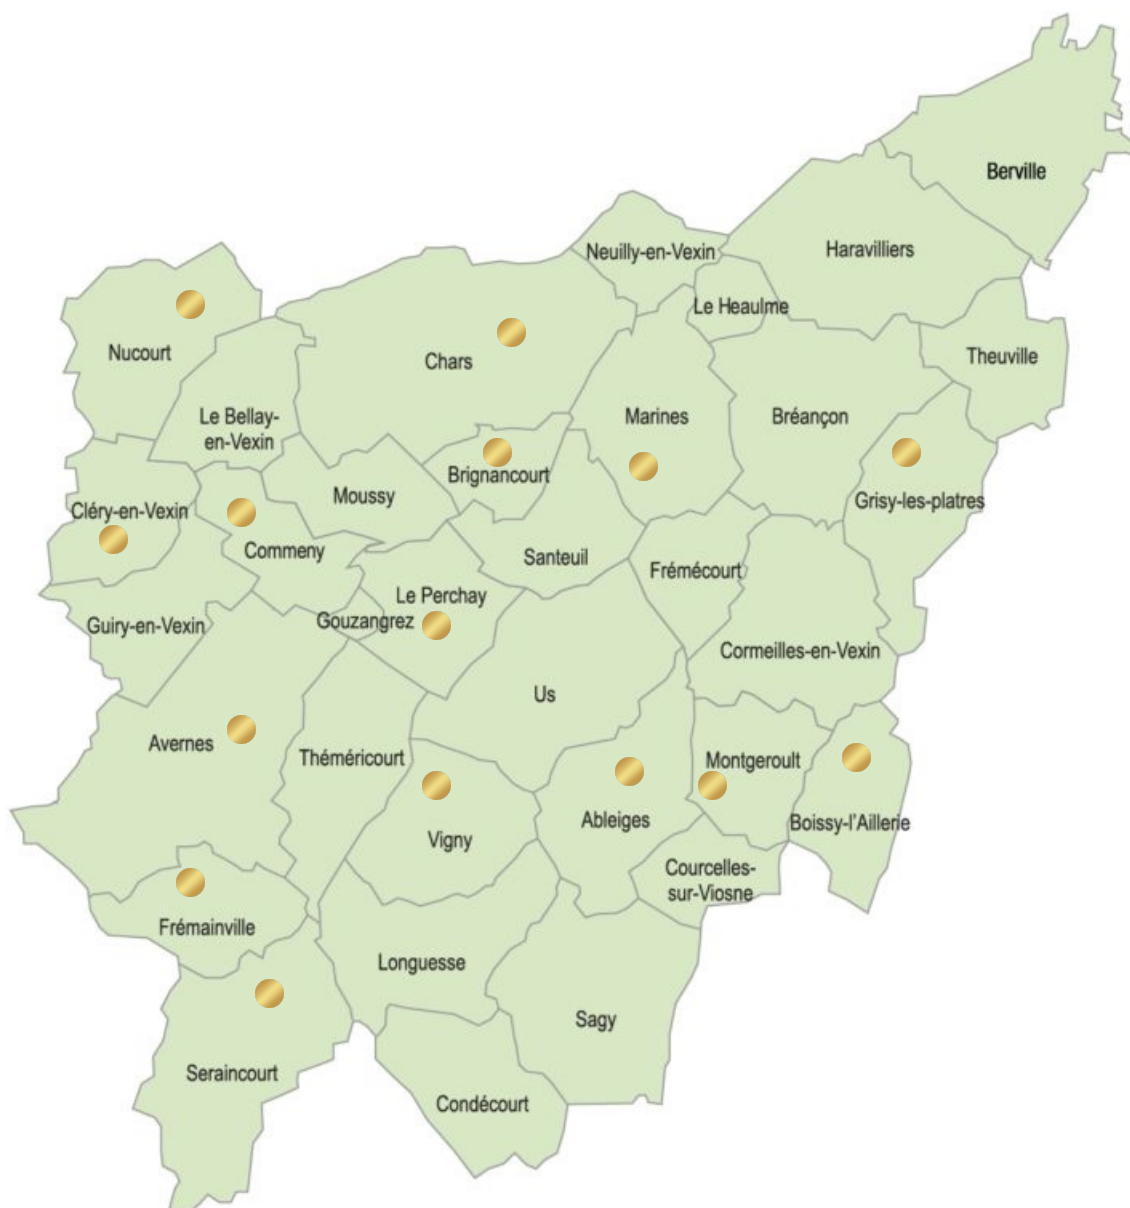 Berville
Haravilliers
Neuilly-en-Vexin
Le Heaulme
Nucourt
Chars
Theuville
Le Bellay-
en-Vexin
Marines
Bréançon
Brignancourt
Moussy
Grisy-les-platres
Cléry-en-Vexin
Commeny
Santeuil
Frémécourt
Le Perchay
Gouzangrez
Guiry-en-Vexin
Cormeilles-en-Vexin
Us
Avernes
Théméricourt
Montgeroult
Ableiges
Boissy-l'Aillerie
Vigny
Courcelles-
sur-Viosne
Frémainville
Longuesse
Sagy
Seraincourt
Condécourt